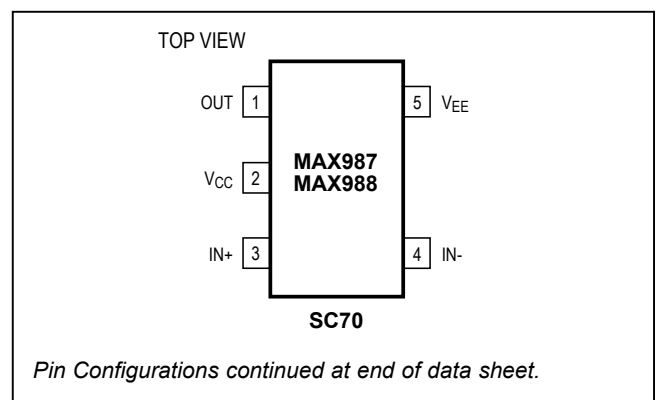 TOP VIEW
OUT 1
5 VEE
VCC 2
MAX987
MAX988
IN+ 3
4 IN-
SC70
Pin Configurations continued at end of data sheet.